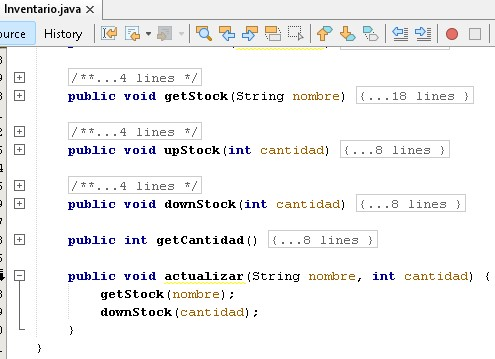 Inventario.java ×
ource History
/**...4 lines */
public void getStock(String nombre) {...18 lines }
/**...4 lines */
public void upStock(int cantidad) {...8 lines }
/**...4 lines */
public void downStock(int cantidad) {...8 lines }
public int getCantidad() {...8 lines }
public void actualizar(String nombre, int cantidad) {
getStock(nombre);
downStock(cantidad);
}
}